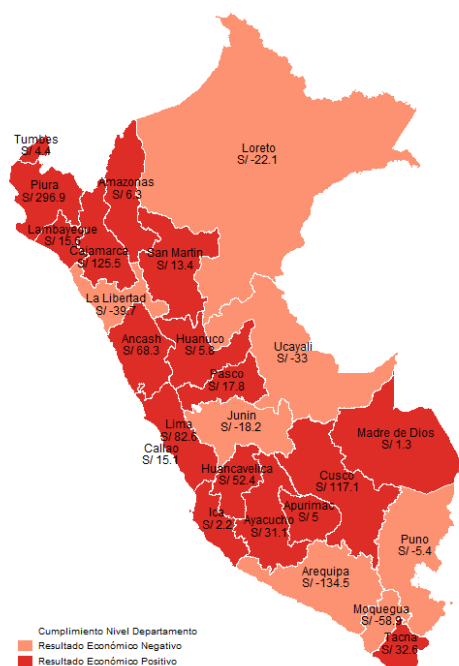 Loreto
S/ -22.1
Tumbes
S/ 4.4
Piura
S/ 296.9
Amazonas
S/ 6.3
Lambayeque
S/ 15.6
Cajamarca
S/ 125.5
San Martin
S/ 13.4
La Libertad
S/ -39.7
Ancash
S/ 68.3
Huanuco
S/ 5.8
Ucayali
S/ -33
Pasco
S/ 17.8
Junin
S/ -18.2
Lima
S/ 82.6
Callao
S/ 15.1
Madre de Dios
S/ 1.3
Huancavelica
S/ 52.4
Cusco
S/ 117.1
Ica
S/ 2.2
Ayacucho
S/ 31.1
Apurimac
S/ 5
Puno
S/ -5.4
Arequipa
S/ -134.5
Moquegua
S/ -58.9
Tacna
S/ 32.6
Cumplimiento Nivel Departamento
Resultado Económico Negativo
Resultado Económico Positivo